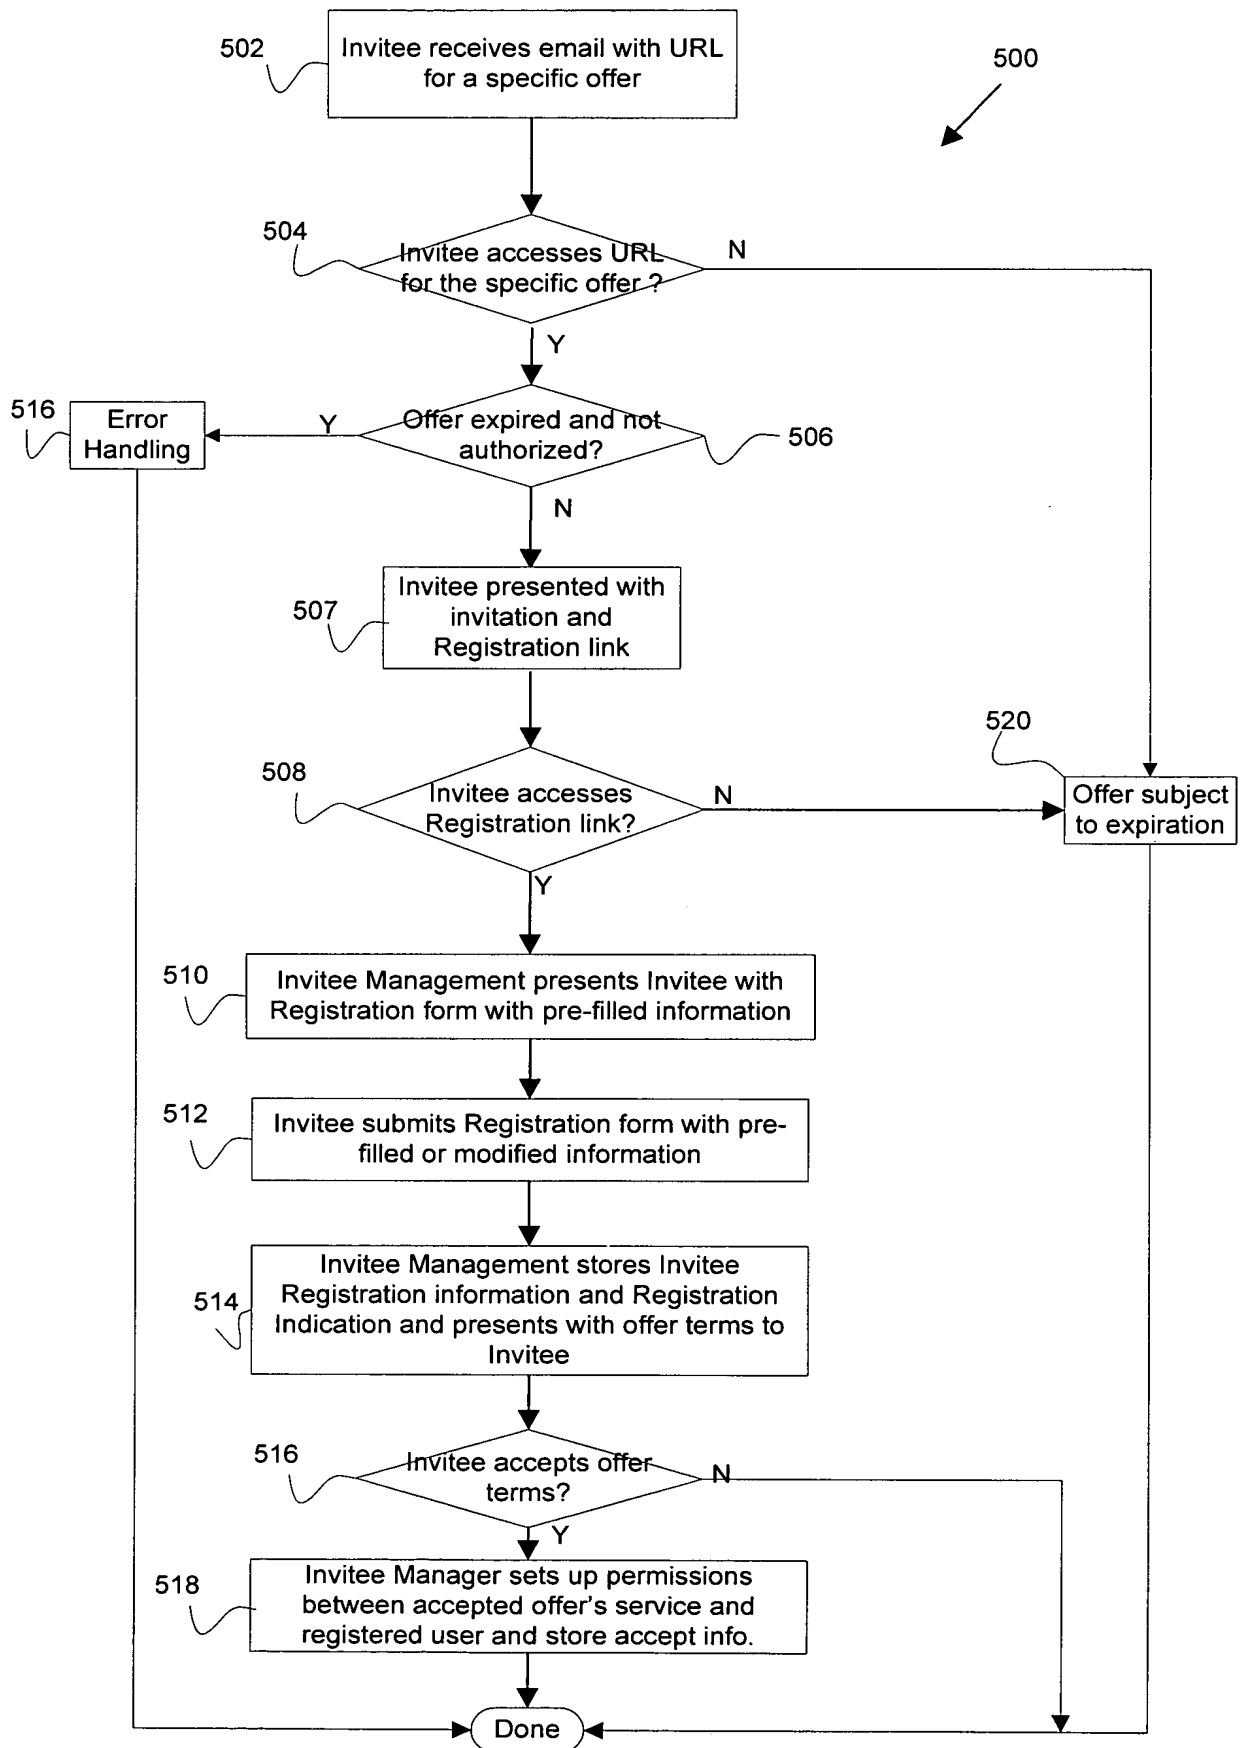 502
Invitee receives email with URL
for a specific offer
500
504
Invitee accesses URL
for the specific offer ?
N
Y
516
Error
Handling
Y
Offer expired and not
authorized?
506
N
507
Invitee presented with
invitation and
Registration link
508
Invitee accesses
Registration link?
N
520
Offer subject
to expiration
Y
510
Invitee Management presents Invitee with
Registration form with pre-filled information
512
Invitee submits Registration form with pre-
filled or modified information
514
Invitee Management stores Invitee
Registration information and Registration
Indication and presents with offer terms to
Invitee
516
Invitee accepts offer
terms?
N
Y
518
Invitee Manager sets up permissions
between accepted offer's service and
registered user and store accept info.
Done